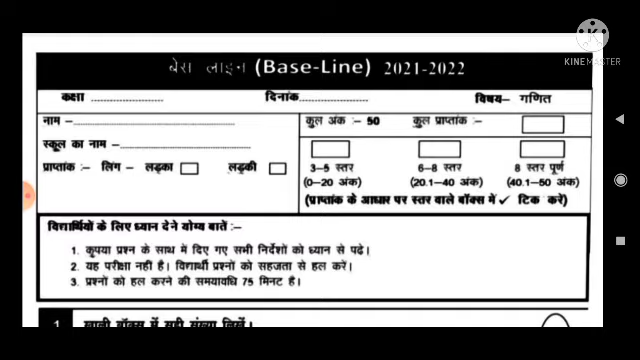 KINEMASTER
बेस लाइन (Base-Line) 2021-2022
कक्षा ........................ दिनांक........................ विषय– गणित
नाम – ................................................ कुल अंक :– 50 कुल प्राप्तांक :–
स्कूल का नाम – ................................................
प्राप्तांक :– लिंग – लड़का लड़की
3–5 स्तर 6–8 स्तर 8 स्तर पूर्ण
(0–20 अंक) (20.1–40 अंक) (40.1–50 अंक)
(प्राप्तांक के आधार पर स्तर वाले बॉक्स में ✓ टिक करें)
विद्यार्थियों के लिए ध्यान देने योग्य बातें :–
1. कृपया प्रश्न के साथ में दिए गए सभी निर्देशों को ध्यान से पढ़े।
2. यह परीक्षा नहीं है। विद्यार्थी प्रश्नों को सहजता से हल करें।
3. प्रश्नों को हल करने की समयावधि 75 मिनट है।
1 खाली बॉक्स में सही संख्या लिखें।